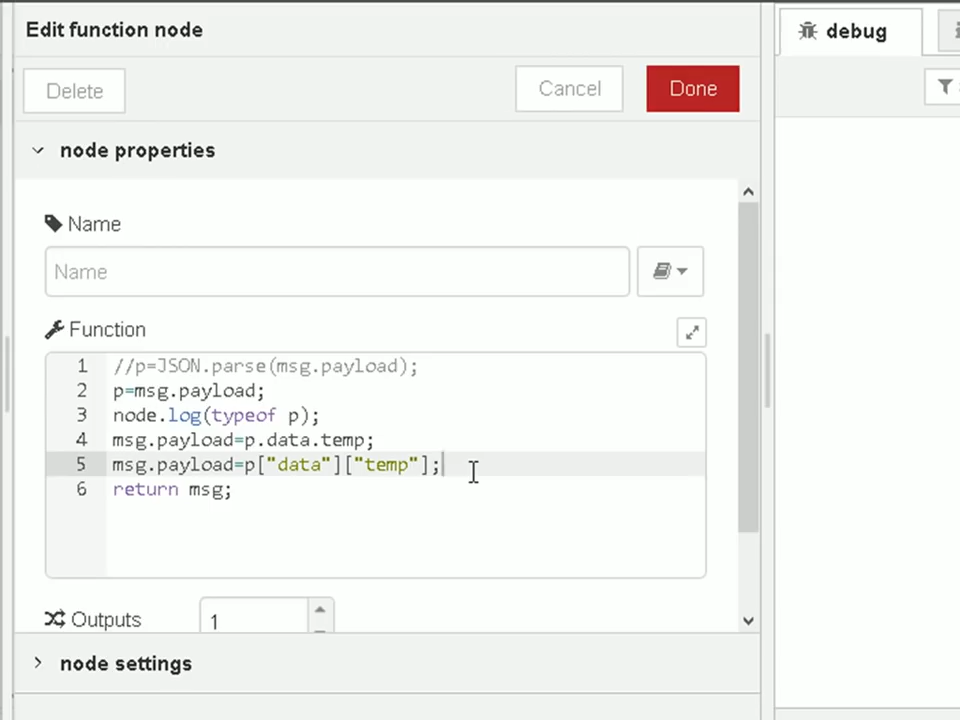 Edit function node
debug
Delete
Cancel
Done
node properties
Name
Name
Function
1 //p=JSON.parse(msg.payload);
2 p=msg.payload;
3 node.log(typeof p);
4 msg.payload=p.data.temp;
5 msg.payload=p["data"]["temp"];
6 return msg;
Outputs
1
node settings